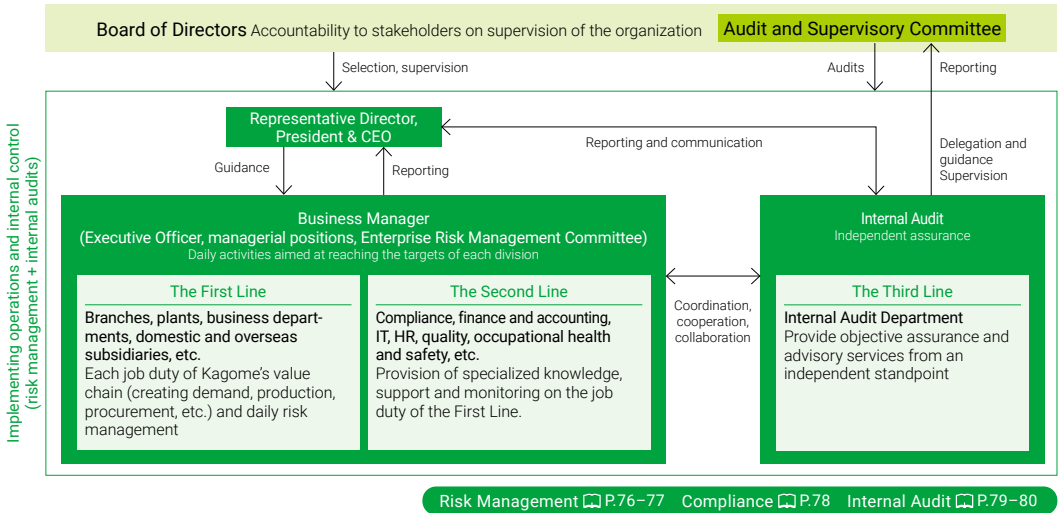 Board of Directors Accountability to stakeholders on supervision of the organization Audit and Supervisory Committee
Selection, supervision
Audits
Reporting
Implementing operations and internal control
(risk management + internal audits)
Representative Director,
President & CEO
Reporting and communication
Guidance
Reporting
Delegation and
guidance
Supervision
Business Manager
(Executive Officer, managerial positions, Enterprise Risk Management Committee)
Daily activities aimed at reaching the targets of each division
The First Line
Branches, plants, business depart-
ments, domestic and overseas
subsidiaries, etc.
Each job duty of Kagome's value
chain (creating demand, production,
procurement, etc.) and daily risk
management
The Second Line
Compliance, finance and accounting,
IT, HR, quality, occupational health
and safety, etc.
Provision of specialized knowledge,
support and monitoring on the job
duty of the First Line.
Coordination,
cooperation,
collaboration
Internal Audit
Independent assurance
The Third Line
Internal Audit Department
Provide objective assurance and
advisory services from an
independent standpoint
Risk Management P.76–77 Compliance P.78 Internal Audit P.79–80